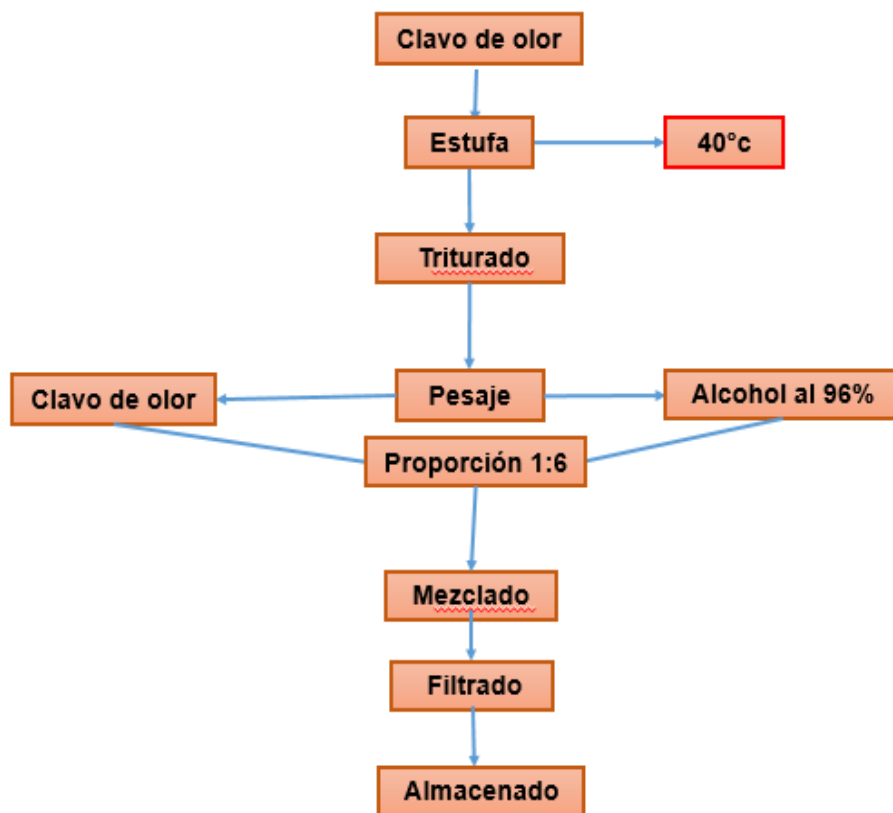 Clavo de olor
Estufa
40°c
Triturado
Clavo de olor
Pesaje
Alcohol al 96%
Proporción 1:6
Mezclado
Filtrado
Almacenado